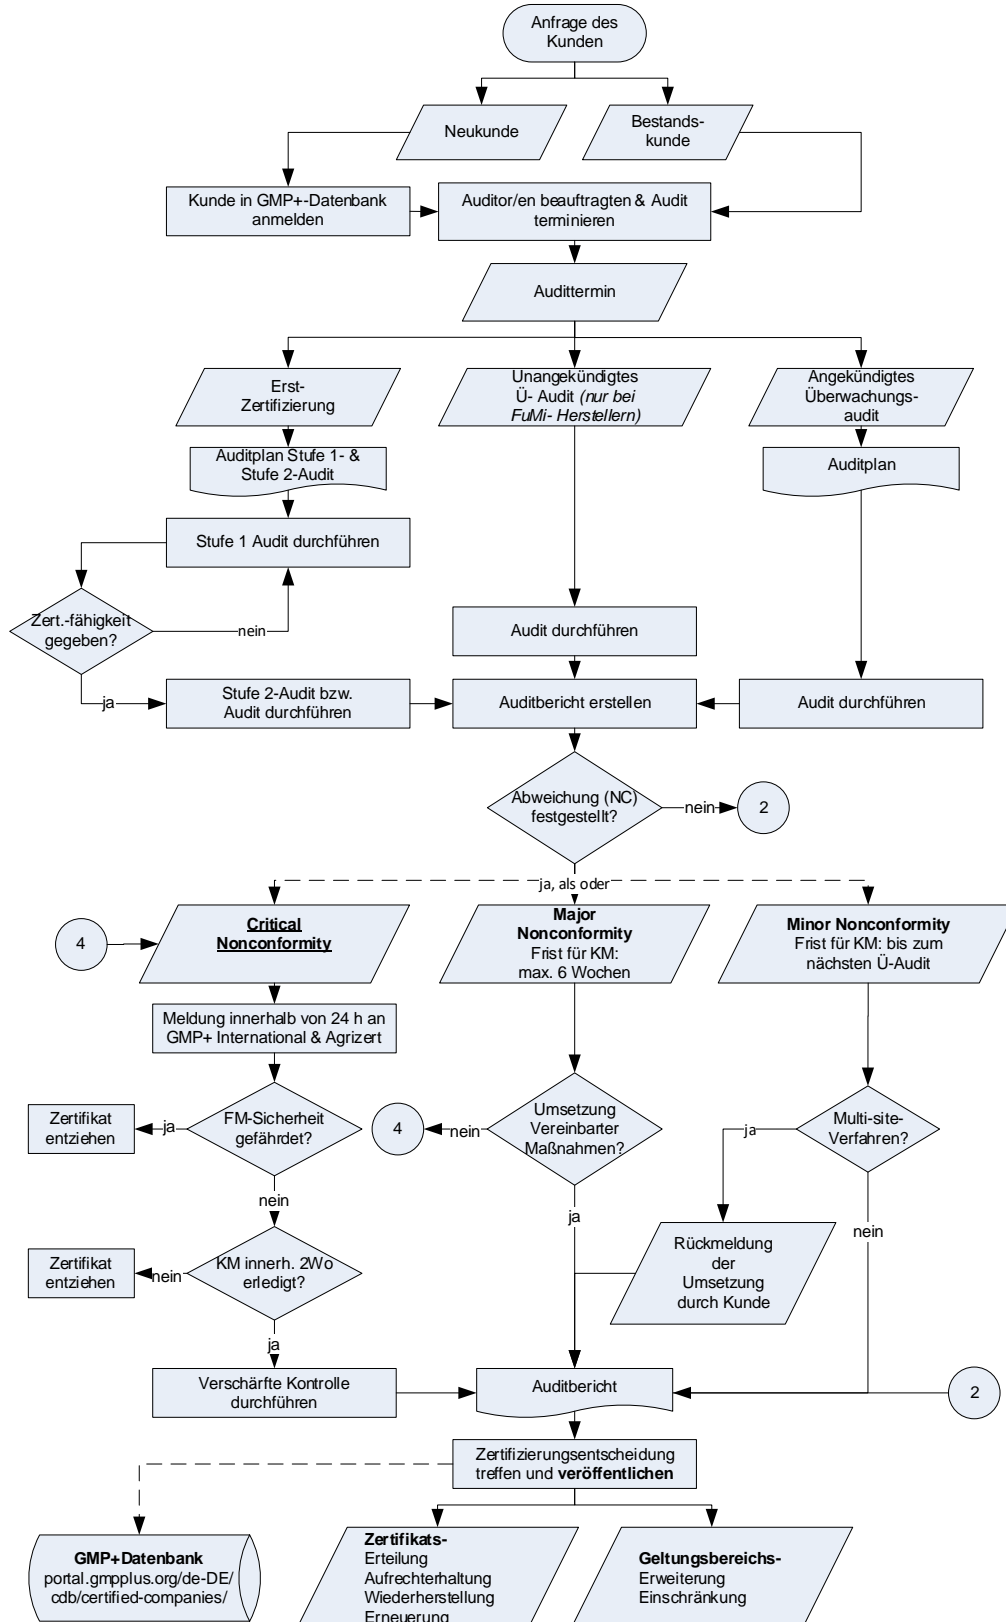 Anfrage des
Kunden
Neukunde
Bestands-
kunde
Kunde in GMP+-Datenbank
anmelden
Auditor/en beauftragten & Audit
terminieren
Audittermin
Erst-
Zertifizierung
Unangekündigtes
Ü- Audit (nur bei
FuMi- Herstellern)
Angekündigtes
Überwachungs-
audit
Auditplan Stufe 1- &
Stufe 2-Audit
Auditplan
Stufe 1 Audit durchführen
Zert.-fähigkeit
gegeben?
nein
Audit durchführen
ja
Stufe 2-Audit bzw.
Audit durchführen
Auditbericht erstellen
Audit durchführen
Abweichung (NC)
festgestellt?
nein
2
ja, als oder
4
Critical
Nonconformity
Major
Nonconformity
Frist für KM:
max. 6 Wochen
Minor Nonconformity
Frist für KM: bis zum
nächsten Ü-Audit
Meldung innerhalb von 24 h an
GMP+ International & Agrizert
Zertifikat
entziehen
ja
FM-Sicherheit
gefährdet?
4
nein
Umsetzung
Vereinbarter
Maßnahmen?
ja
Multi-site-
Verfahren?
nein
ja
nein
Zertifikat
entziehen
nein
KM innerh. 2Wo
erledigt?
Rückmeldung
der
Umsetzung
durch Kunde
ja
Verschärfte Kontrolle
durchführen
Auditbericht
2
Zertifizierungsentscheidung
treffen und veröffentlichen
GMP+Datenbank
portal.gmpplus.org/de-DE/
cdb/certified-companies/
Zertifikats-
Erteilung
Aufrechterhaltung
Wiederherstellung
Erneuerung
Geltungsbereichs-
Erweiterung
Einschränkung